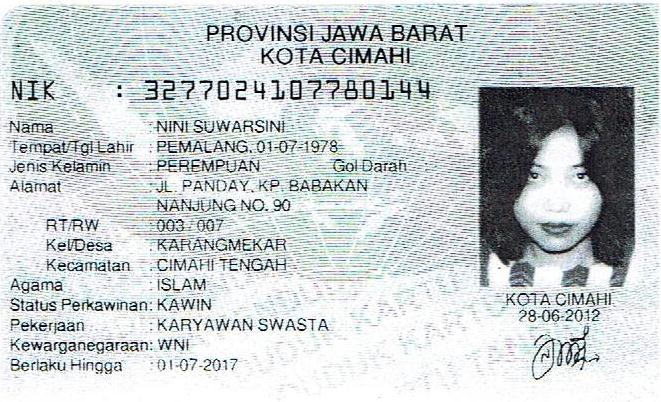 PROVINSI JAWA BARAT
KOTA CIMAHI
NIK : 3277024107780144
Nama : NINI SUWARSINI
Tempat/Tgl Lahir : PEMALANG, 01-07-1978
Jenis Kelamin : PEREMPUAN Gol Darah
Alamat : JL. PANDAY, KP. BABAKAN
NANJUNG NO. 90
RT/RW : 003 / 007
Kel/Desa : KARANGMEKAR
Kecamatan : CIMAHI TENGAH
Agama : ISLAM
Status Perkawinan: KAWIN
Pekerjaan : KARYAWAN SWASTA
Kewarganegaraan: WNI
Berlaku Hingga : 01-07-2017
KOTA CIMAHI
28-06-2012